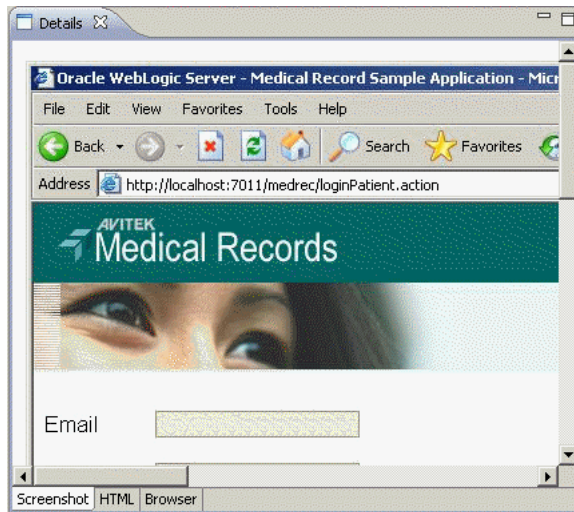 Details
Oracle WebLogic Server - Medical Record Sample Application - Micr
File Edit View Favorites Tools Help
Back Search Favorites
Address http://localhost:7011/medrec/loginPatient.action
AVITEK
Medical Records
Email
Screenshot HTML Browser